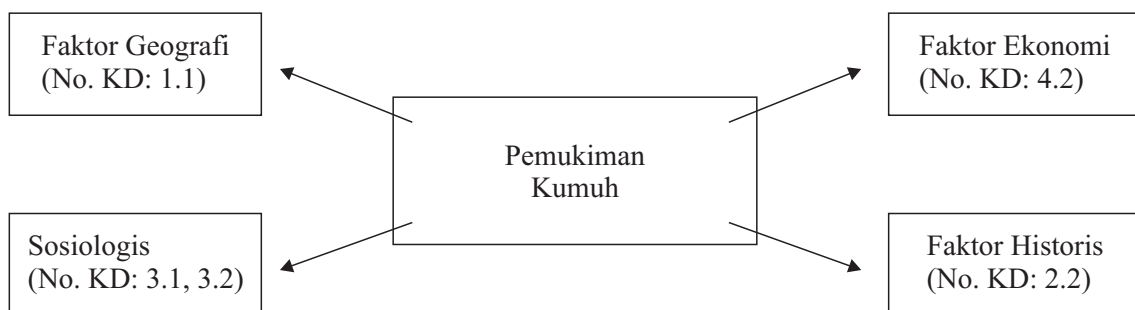 Faktor Geografi
(No. KD: 1.1)
Faktor Ekonomi
(No. KD: 4.2)
Pemukiman
Kumuh
Sosiologis
(No. KD: 3.1, 3.2)
Faktor Historis
(No. KD: 2.2)